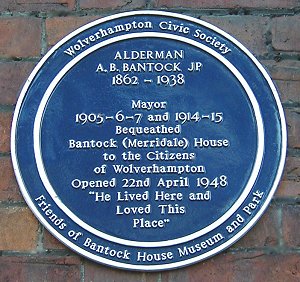 Wolverhampton Civic Society
ALDERMAN
A. B. BANTOCK JP
1862 - 1938
Mayor
1905-6-7 and 1914-15
Bequeathed
Bantock (Merridale) House
to the Citizens
of Wolverhampton
Opened 22nd April 1948
"He Lived Here and
Loved This
Place"
Friends of Bantock House Museum and Park